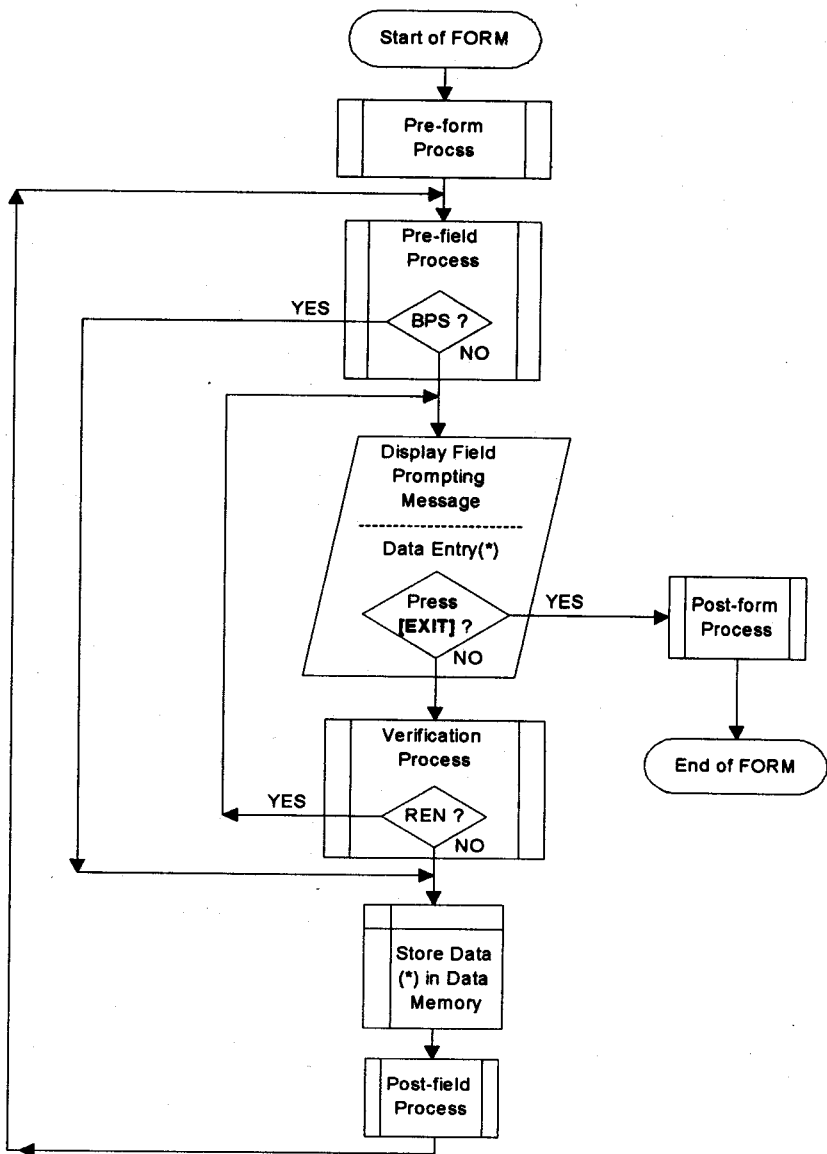 Start of FORM
Pre-form
Procss
Pre-field
Process
YES
BPS ?
NO
Display Field
Prompting
Message
Data Entry(*)
Press
[EXIT] ?
YES
NO
Post-form
Process
End of FORM
Verification
Process
YES
REN ?
NO
Store Data
(*) in Data
Memory
Post-field
Process